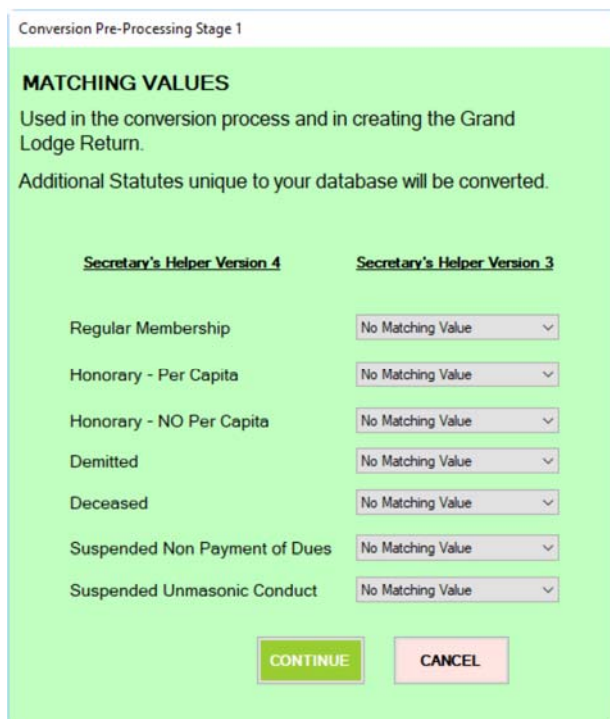 Conversion Pre-Processing Stage 1
MATCHING VALUES
Used in the conversion process and in creating the Grand
Lodge Return.
Additional Statutes unique to your database will be converted.
Secretary's Helper Version 4 Secretary's Helper Version 3
Regular Membership No Matching Value
Honorary - Per Capita No Matching Value
Honorary - NO Per Capita No Matching Value
Demitted No Matching Value
Deceased No Matching Value
Suspended Non Payment of Dues No Matching Value
Suspended Unmasonic Conduct No Matching Value
CONTINUE CANCEL